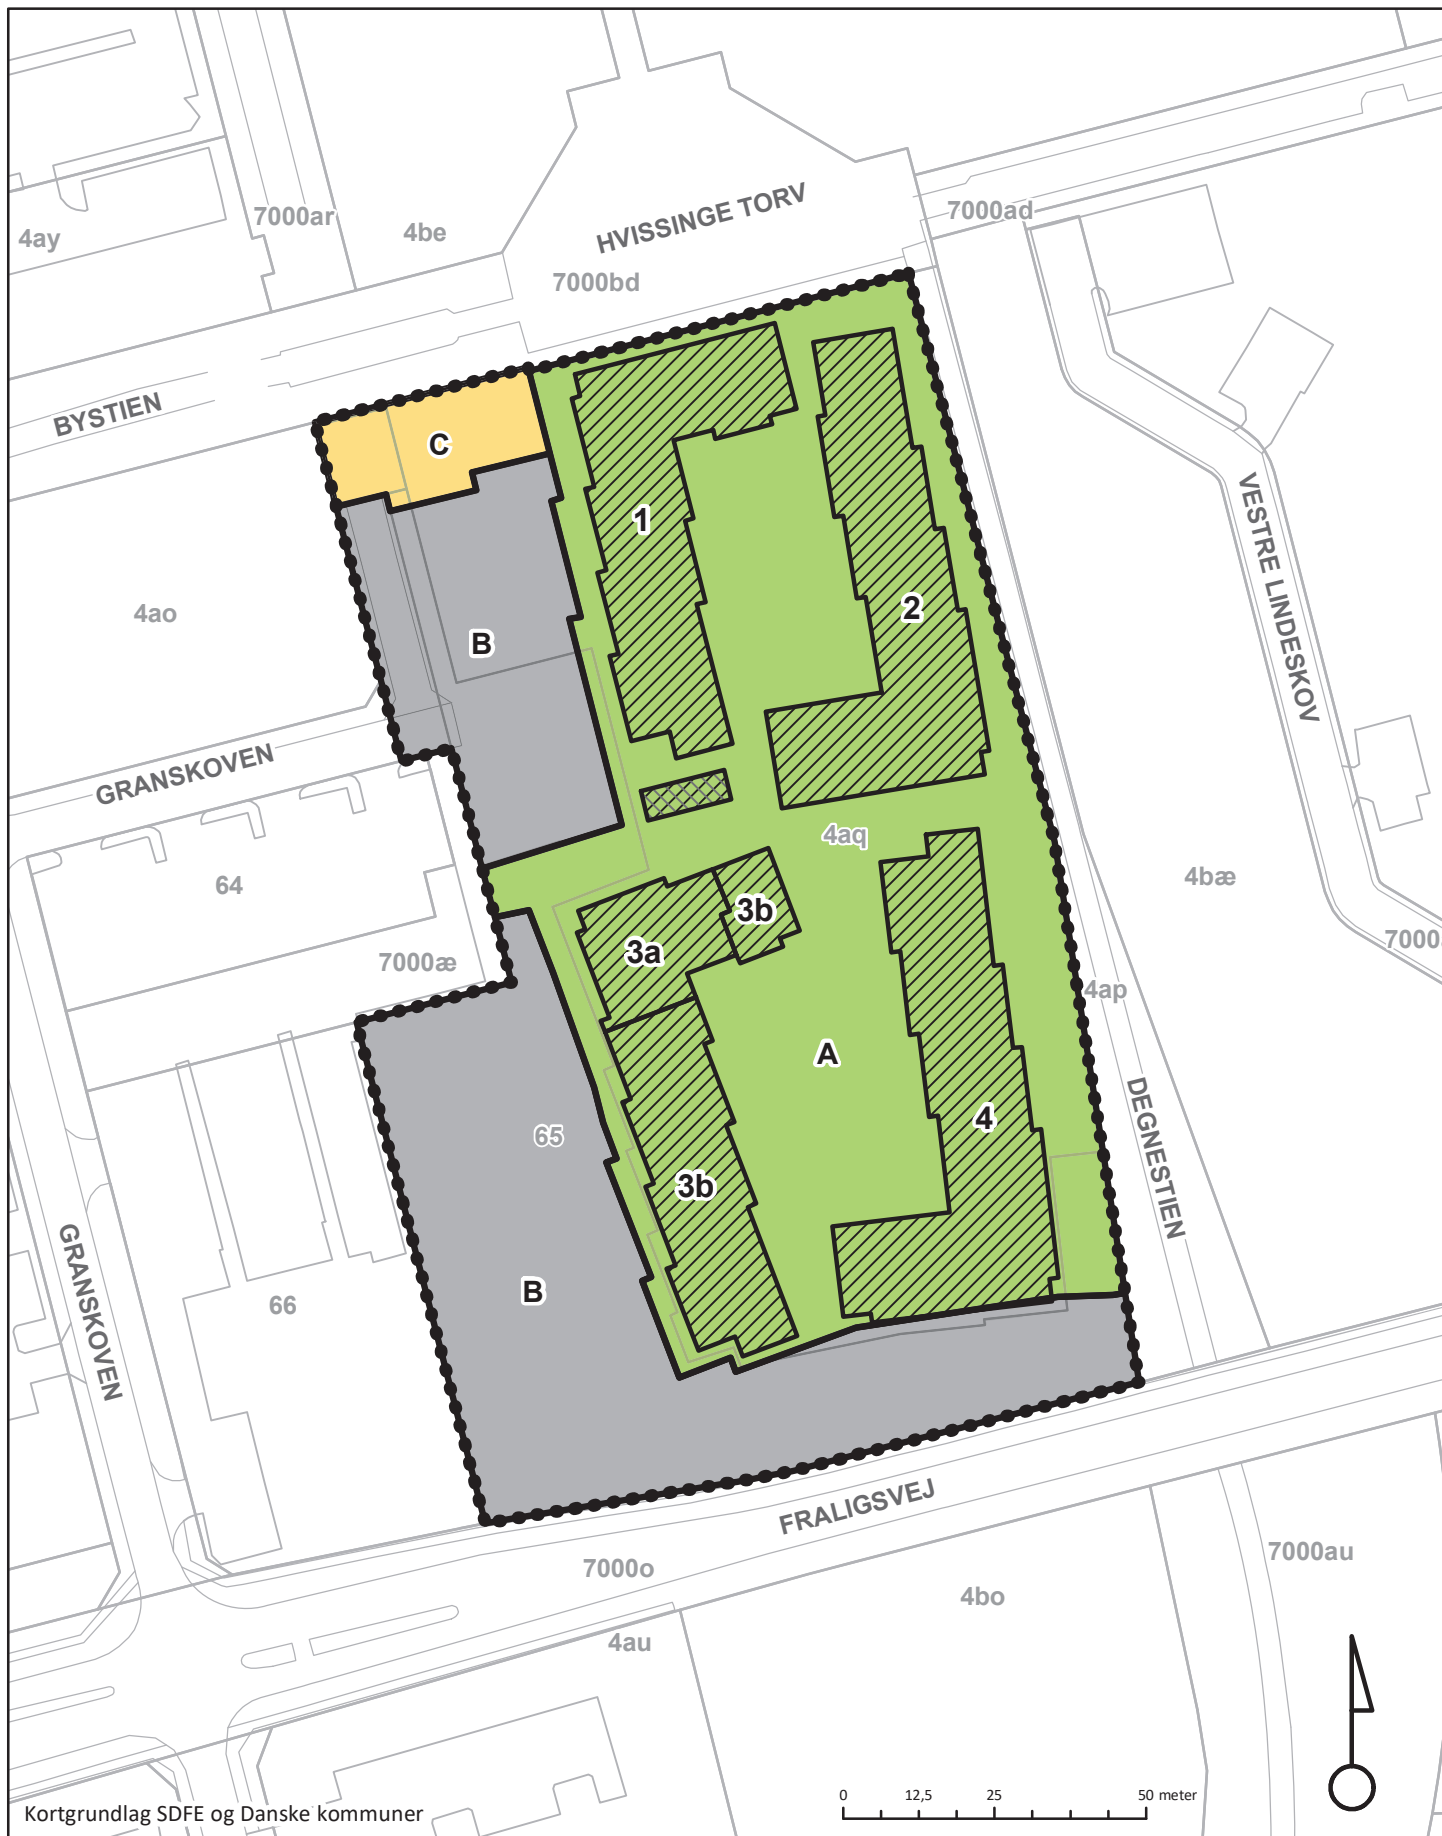 HVISSINGE TORV
7000ar
7000ad
4ay
4be
7000bd
BYSTIEN
C
1
VESTRE LINDESKOV
4ao
2
B
GRANSKOVEN
4aq
64
4bæ
3b
7000.
3a
7000æ
4ap
A
4
65
DEGNESTIEN
3b
B
66
GRANSKOVEN
FRALIGSVEJ
7000au
7000o
4bo
4au
0 12,5 25 50 meter
Kortgrundlag SDFE og Danske kommuner